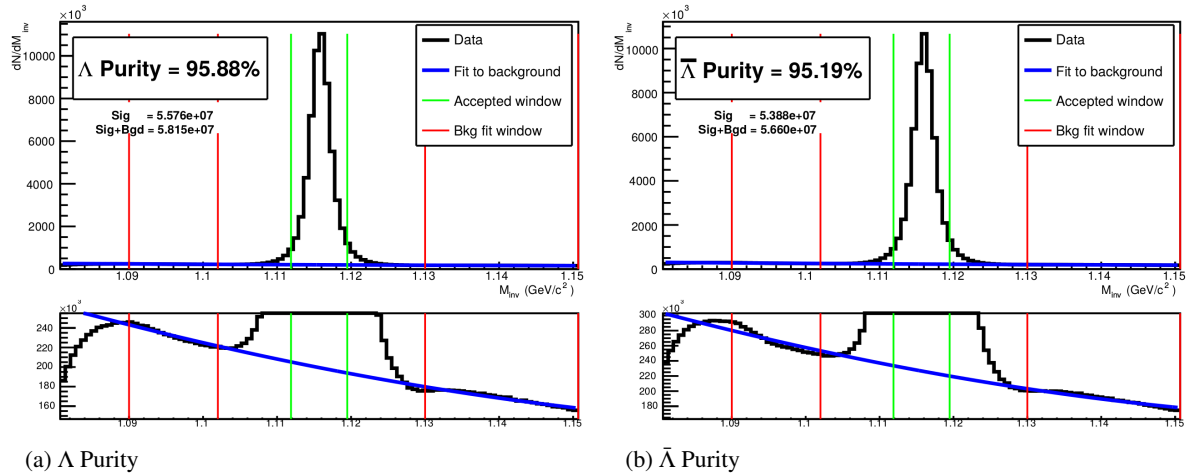 ×10³
dN/dM inv
10000
8000
6000
4000
2000
0
Λ Purity = 95.88%
Sig = 5.576e+07
Sig+Bgd = 5.815e+07
Data
Fit to background
Accepted window
Bkg fit window
1.09 1.1 1.11 1.12 1.13 1.14 1.15
M inv (GeV/c²)
×10³
240
220
200
180
160
1.09 1.1 1.11 1.12 1.13 1.14 1.15
(a) Λ Purity
×10³
dN/dM inv
10000
8000
6000
4000
2000
0
Λ̅ Purity = 95.19%
Sig = 5.388e+07
Sig+Bgd = 5.660e+07
Data
Fit to background
Accepted window
Bkg fit window
1.09 1.1 1.11 1.12 1.13 1.14 1.15
M inv (GeV/c²)
×10³
300
280
260
240
220
200
180
1.09 1.1 1.11 1.12 1.13 1.14 1.15
(b) Λ̄ Purity